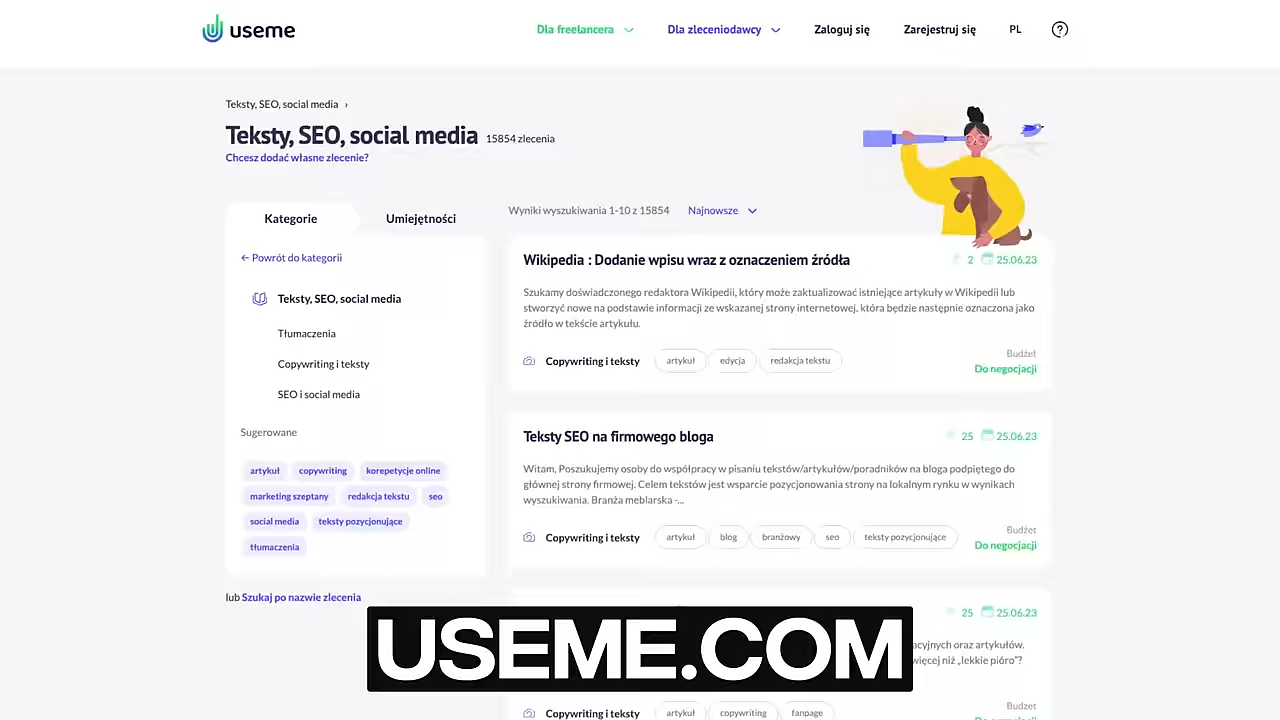 useme
Dla freelancera
Dla zleceniodawcy
Zaloguj się
Zarejestruj się
PL
?
Teksty, SEO, social media ›
Teksty, SEO, social media 15854 zlecenia
Chcesz dodać własne zlecenie?
Kategorie
Umiejętności
← Powrót do kategorii
Teksty, SEO, social media
Tłumaczenia
Copywriting i teksty
SEO i social media
Sugerowane
artykuł copywriting korepetycje online
marketing szeptany redakcja tekstu seo
social media teksty pozycjonujące
tłumaczenia
lub Szukaj po nazwie zlecenia
Wyniki wyszukiwania 1-10 z 15854 Najnowsze
Wikipedia : Dodanie wpisu wraz z oznaczeniem źródła
2 25.06.23
Szukamy doświadczonego redaktora Wikipedii, który może zaktualizować istniejące artykuły w Wikipedii lub
stworzyć nowe na podstawie informacji ze wskazanej strony internetowej, która będzie następnie oznaczona jako
źródło w tekście artykułu.
Copywriting i teksty artykuł edycja redakcja tekstu
Budżet
Do negocjacji
Teksty SEO na firmowego bloga
25 25.06.23
Witam, Poszukujemy osoby do współpracy w pisaniu tekstów/artykułów/poradników na bloga podpiętego do
głównej strony firmowej. Celem tekstów jest wsparcie pozycjonowania strony na lokalnym rynku w wynikach
wyszukiwania. Branża meblarska -...
Copywriting i teksty artykuł blog branżowy seo teksty pozycjonujące
Budżet
Do negocjacji
25 25.06.23
acyjnych oraz artykułów.
więcej niż „lekkie pióro"?
USEME.COM
Copywriting i teksty artykuł copywriting fanpage
Budżet